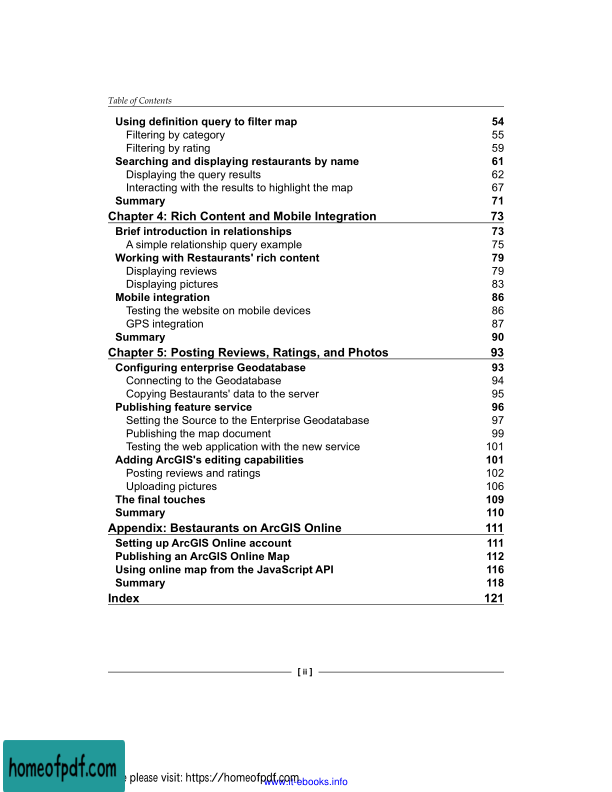 Table of Contents
Using definition query to filter map 54
Filtering by category 55
Filtering by rating 59
Searching and displaying restaurants by name 61
Displaying the query results 62
Interacting with the results to highlight the map 67
Summary 71
Chapter 4: Rich Content and Mobile Integration 73
Brief introduction in relationships 73
A simple relationship query example 75
Working with Restaurants' rich content 79
Displaying reviews 79
Displaying pictures 83
Mobile integration 86
Testing the website on mobile devices 86
GPS integration 87
Summary 90
Chapter 5: Posting Reviews, Ratings, and Photos 93
Configuring enterprise Geodatabase 93
Connecting to the Geodatabase 94
Copying Bestaurants' data to the server 95
Publishing feature service 96
Setting the Source to the Enterprise Geodatabase 97
Publishing the map document 99
Testing the web application with the new service 101
Adding ArcGIS's editing capabilities 101
Posting reviews and ratings 102
Uploading pictures 106
The final touches 109
Summary 110
Appendix: Bestaurants on ArcGIS Online 111
Setting up ArcGIS Online account 111
Publishing an ArcGIS Online Map 112
Using online map from the JavaScript API 116
Summary 118
Index 121
[ ii ]
homeofpdf.com
please visit: https://homeofpdf.com
www.it-ebooks.info